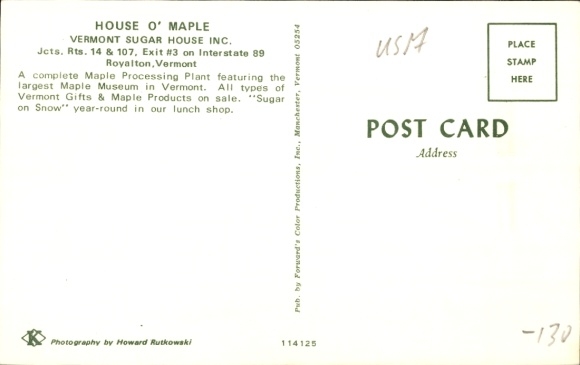 HOUSE O' MAPLE
VERMONT SUGAR HOUSE INC.
Jcts. Rts. 14 & 107, Exit #3 on Interstate 89
Royalton,Vermont
A complete Maple Processing Plant featuring the
largest Maple Museum in Vermont. All types of
Vermont Gifts & Maple Products on sale. "Sugar
on Snow" year-round in our lunch shop.
Pub. by Forward's Color Productions, Inc., Manchester, Vermont 05254
USA
PLACE
STAMP
HERE
POST CARD
Address
K
Photography by Howard Rutkowski
114125
-130